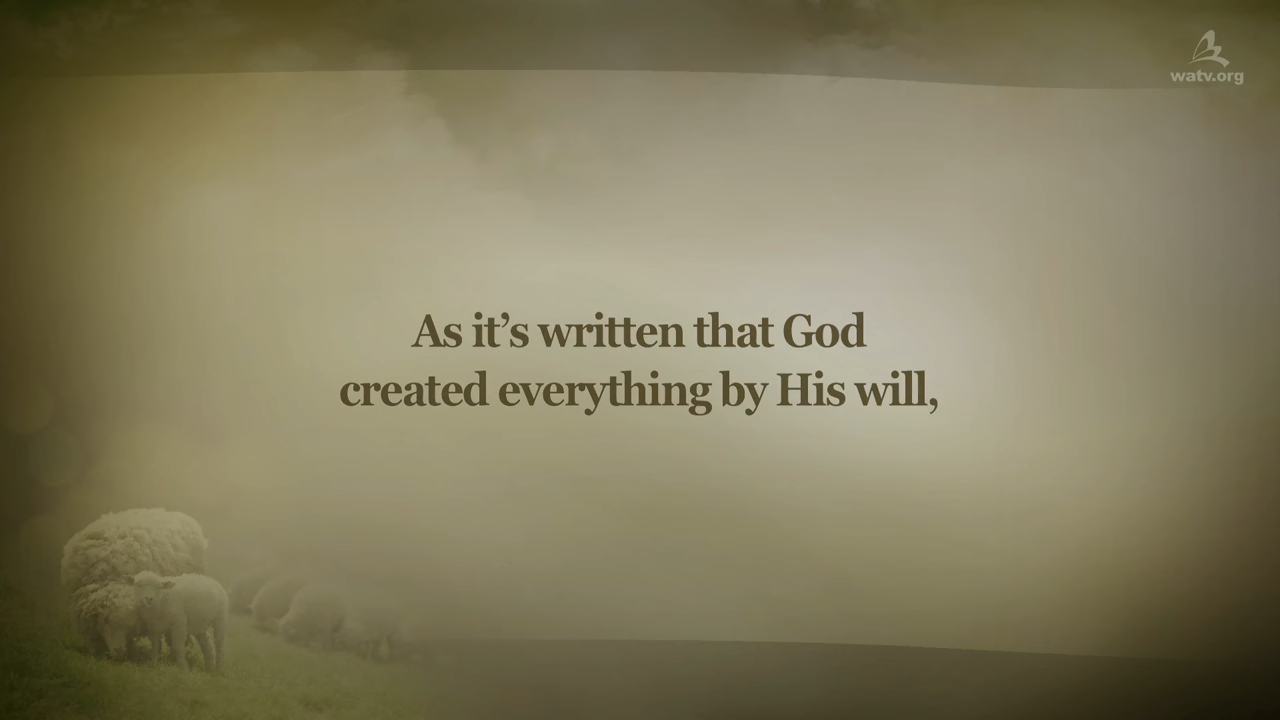 watv.org
As it’s written that God
created everything by His will,